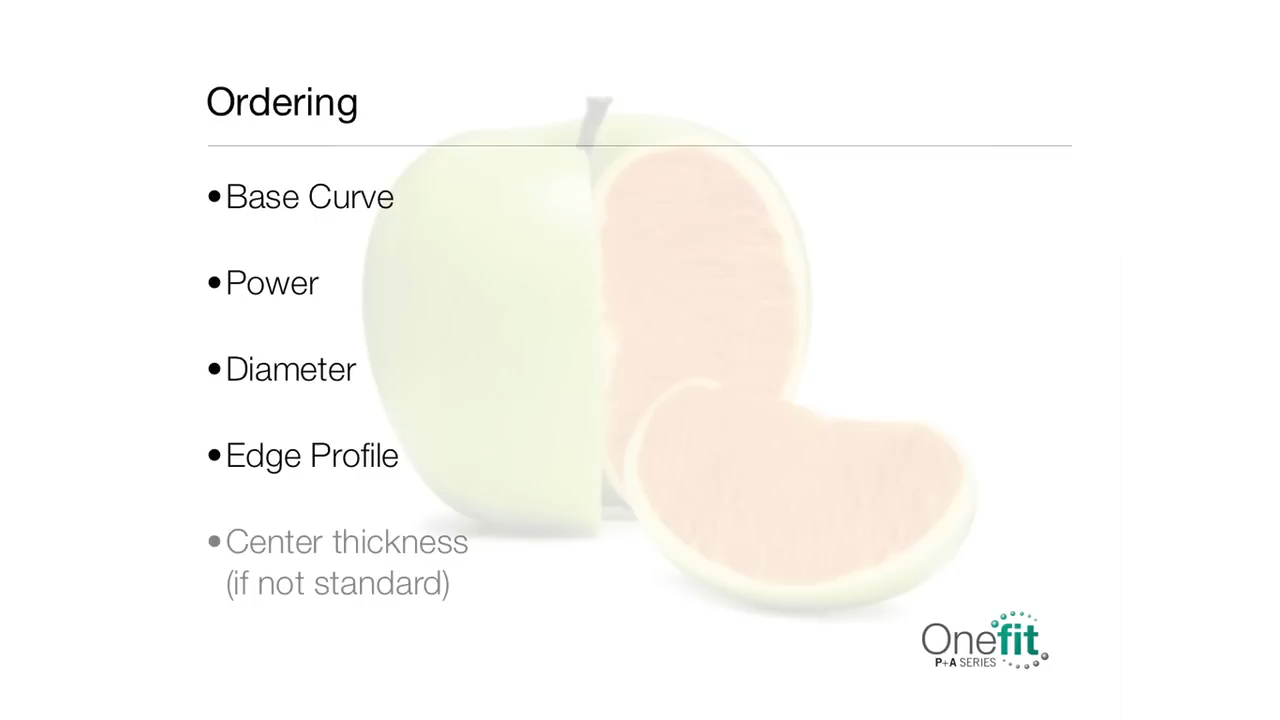 Ordering
•Base Curve
•Power
•Diameter
•Edge Profile
•Center thickness
(if not standard)
Onefit
P+A SERIES